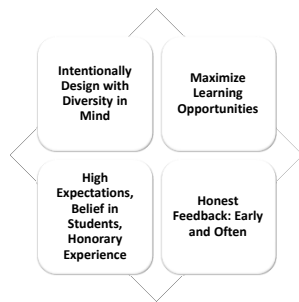 Intentionally
Design with
Diversity in
Mind
Maximize
Learning
Opportunities
High
Expectations,
Belief in
Students,
Honorary
Experience
Honest
Feedback: Early
and Often